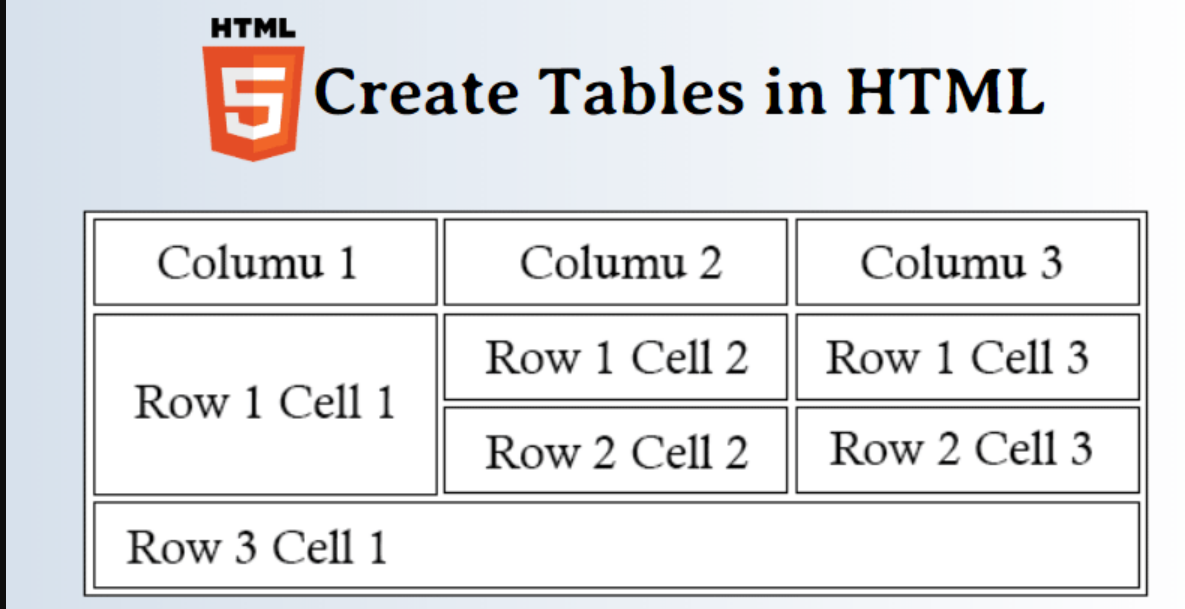 HTML
5 Create Tables in HTML
Columu 1 Columu 2 Columu 3
Row 1 Cell 1
Row 1 Cell 2 Row 1 Cell 3
Row 2 Cell 2 Row 2 Cell 3
Row 3 Cell 1